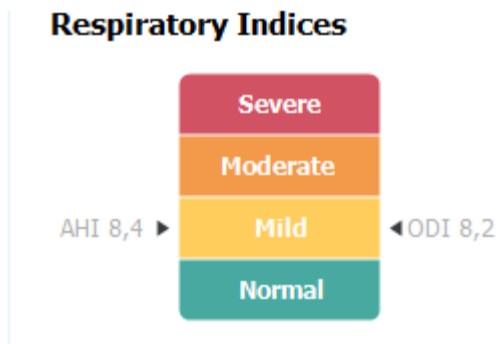 Respiratory Indices
Severe
Moderate
AHI 8,4 Mild ODI 8,2
Normal